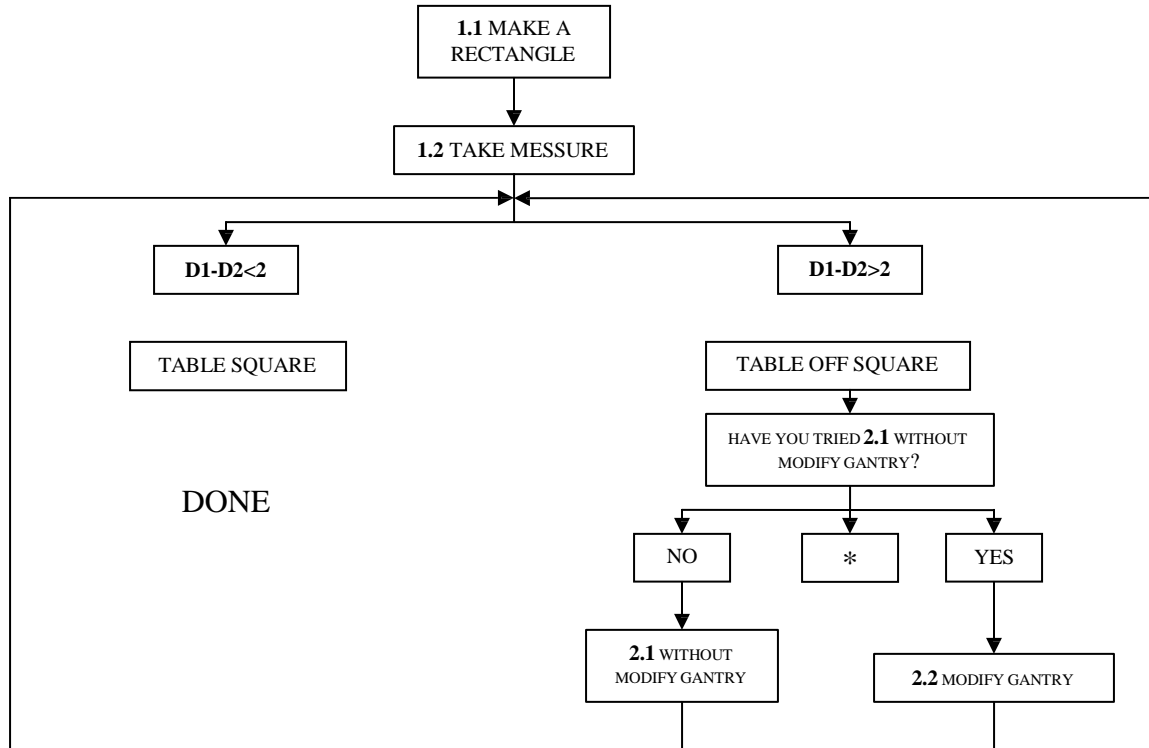 1.1 MAKE A
RECTANGLE
1.2 TAKE MESSURE
D1-D2<2
D1-D2>2
TABLE SQUARE
TABLE OFF SQUARE
HAVE YOU TRIED 2.1 WITHOUT
MODIFY GANTRY?
DONE
NO
*
YES
2.1 WITHOUT
MODIFY GANTRY
2.2 MODIFY GANTRY